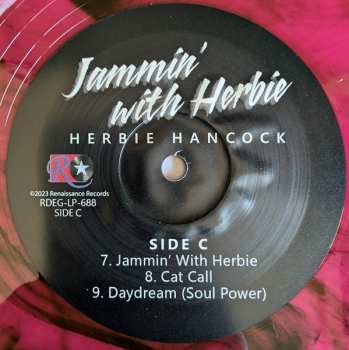 Jammin'
with Herbie
HERBIE HANCOCK
R
©2023 Renaissance Records
RDEG-LP-688
SIDE C
SIDE C
7. Jammin' With Herbie
8. Cat Call
9. Daydream (Soul Power)